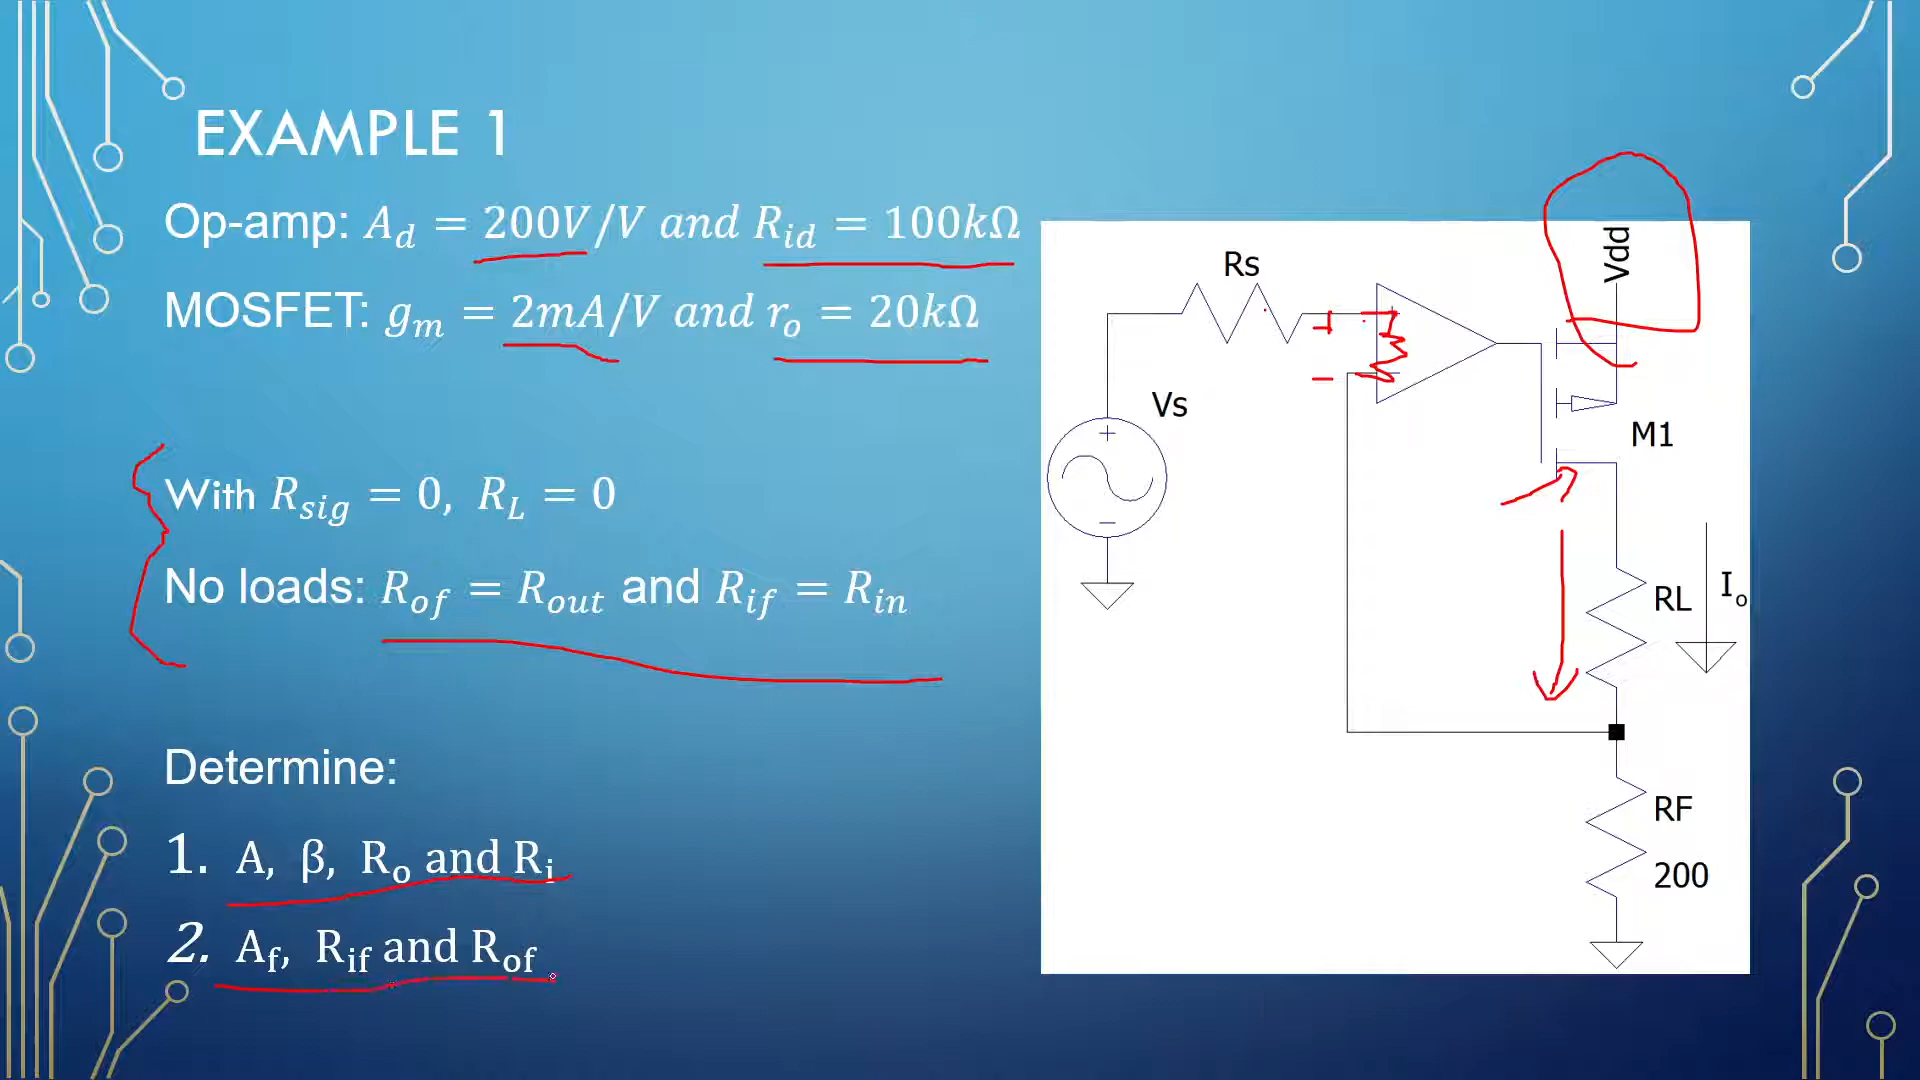 EXAMPLE 1
Op-amp: A_d = 200V/V and R_id = 100kΩ
MOSFET: g_m = 2mA/V and r_o = 20kΩ
With R_sig = 0, R_L = 0
No loads: R_of = R_out and R_if = R_in
Determine:
1. A, β, R_o and R_i
2. A_f, R_if and R_of
Rs
Vdd
Vs
+
−
M1
RL
I_o
RF
200
+
−